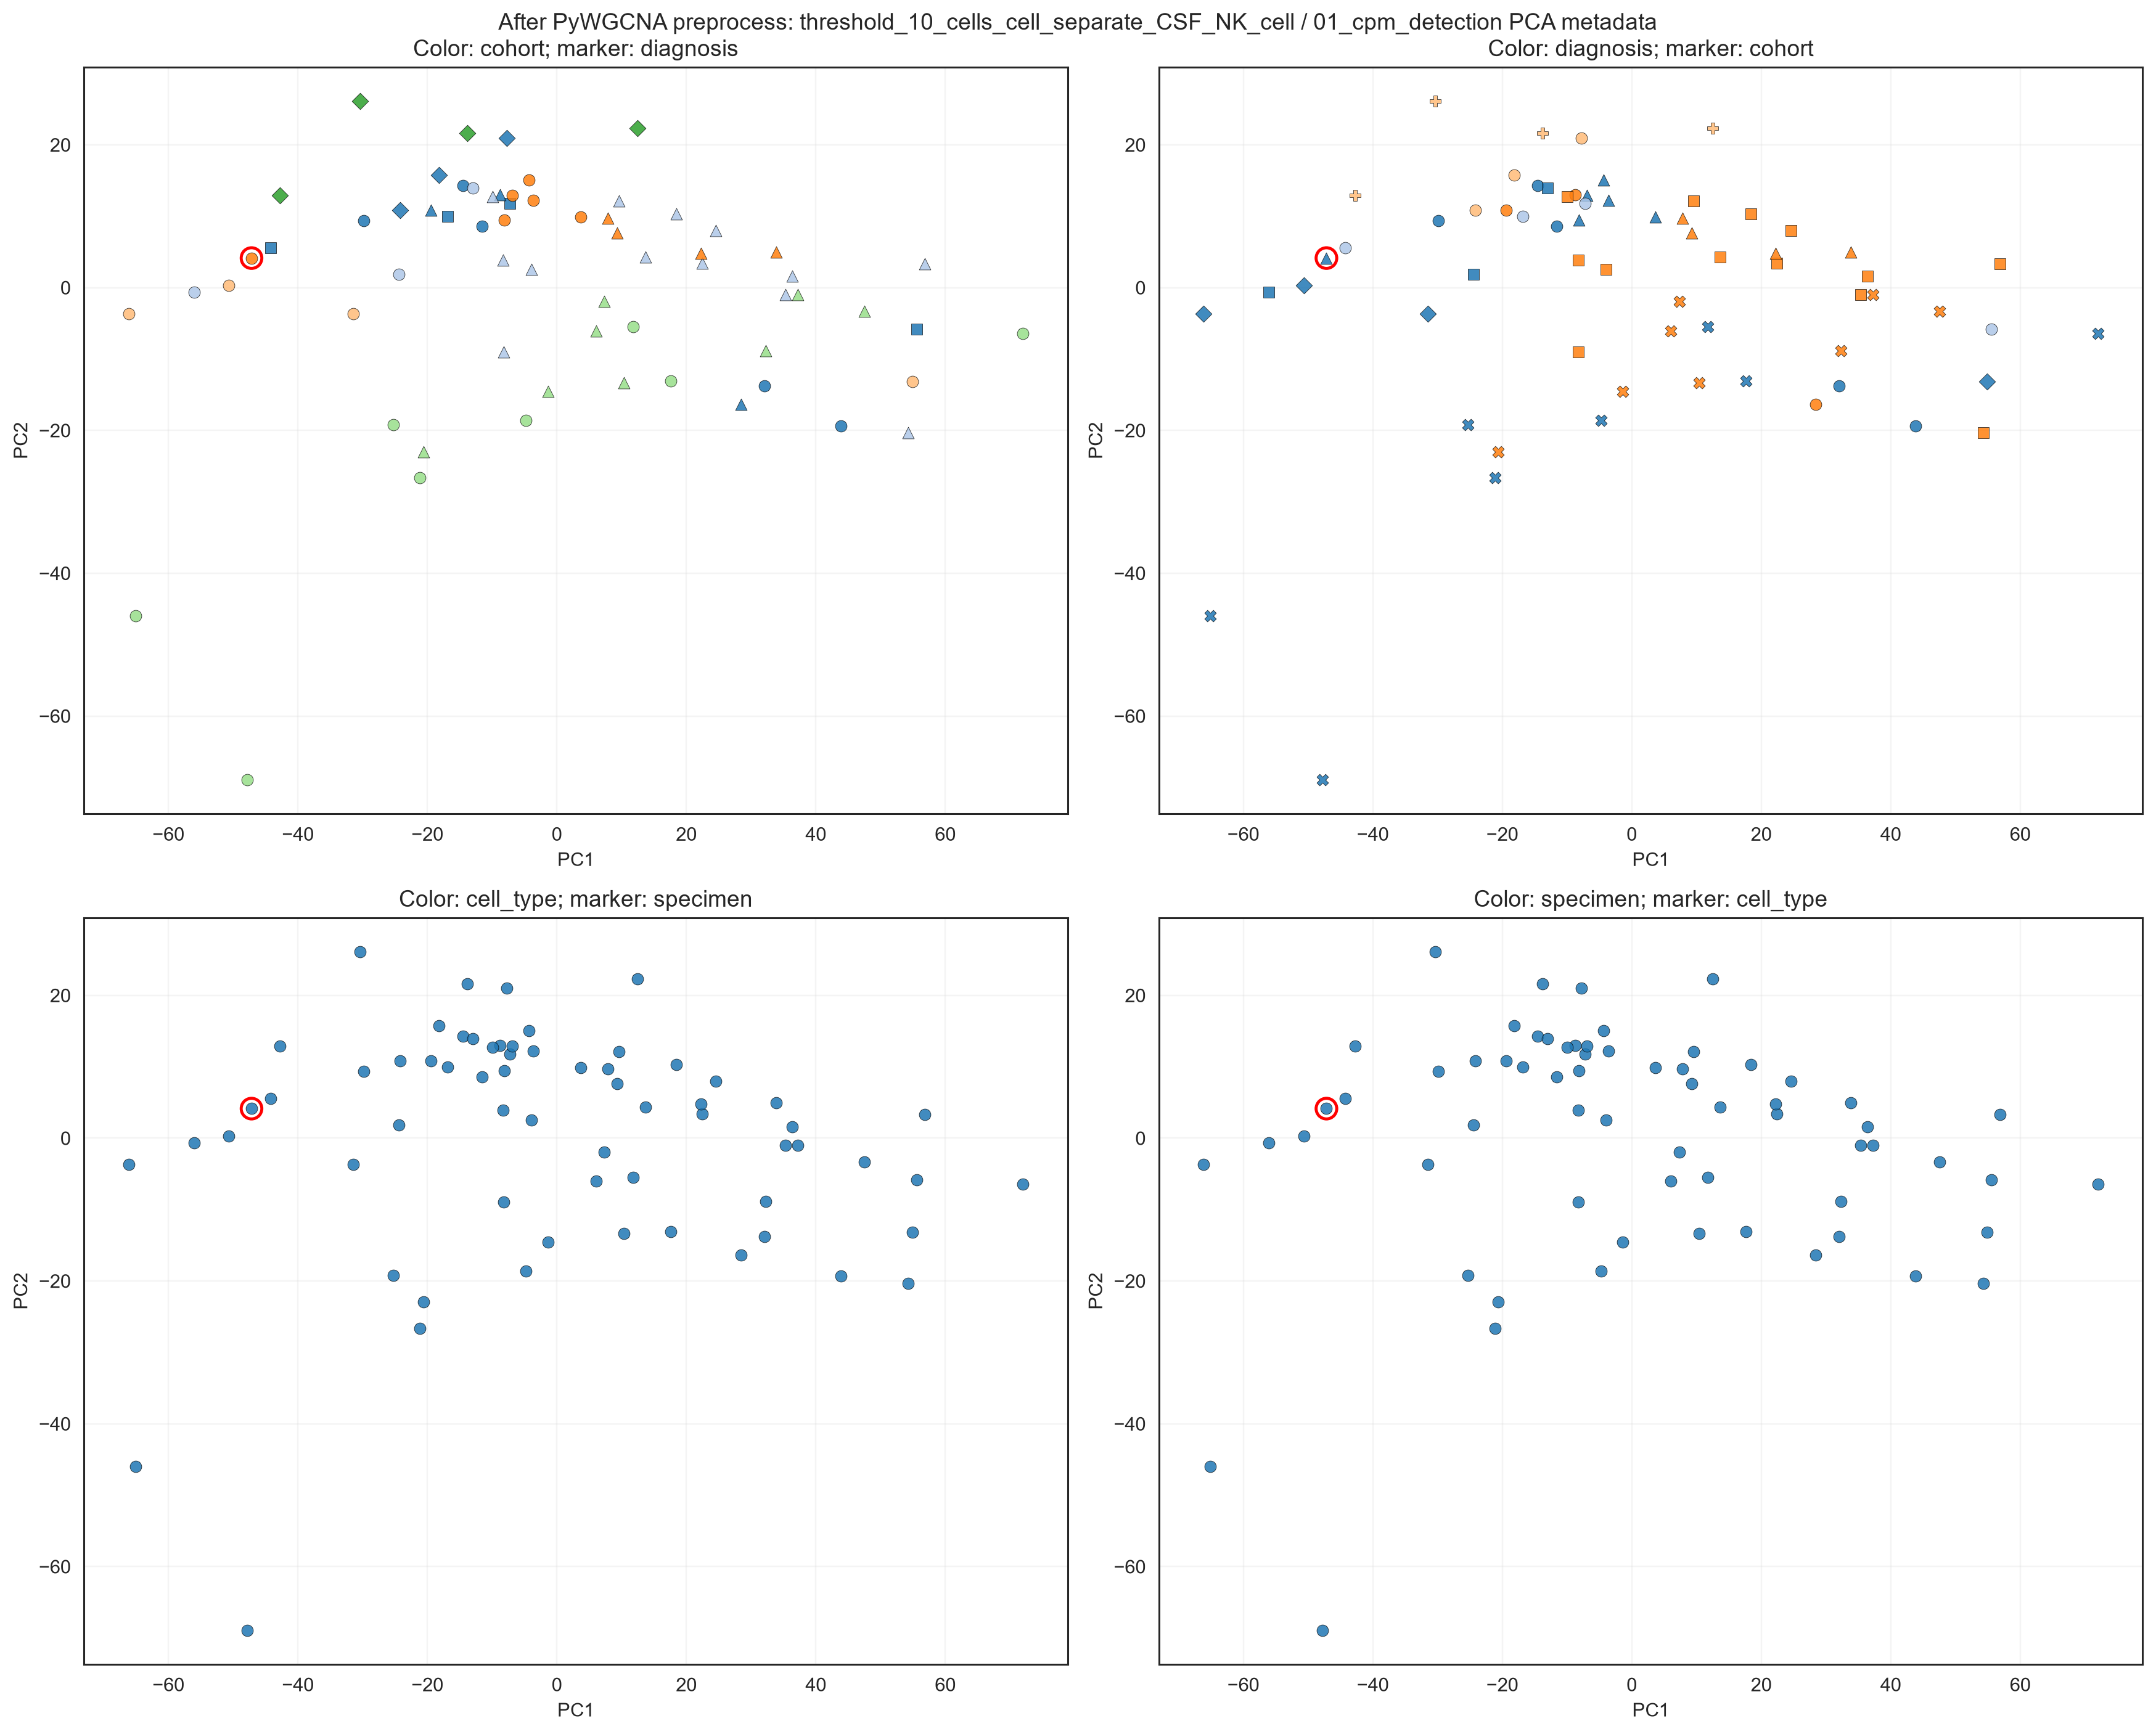 After PyWGCNA preprocess: threshold_10_cells_cell_separate_CSF_NK_cell / 01_cpm_detection PCA metadata
Color: cohort; marker: diagnosis
20
0
−20
−40
−60
PC2
−60 −40 −20 0 20 40 60
PC1
Color: diagnosis; marker: cohort
20
0
−20
−40
−60
PC2
−60 −40 −20 0 20 40 60
PC1
Color: cell_type; marker: specimen
20
0
−20
−40
−60
PC2
−60 −40 −20 0 20 40 60
PC1
Color: specimen; marker: cell_type
20
0
−20
−40
−60
PC2
−60 −40 −20 0 20 40 60
PC1